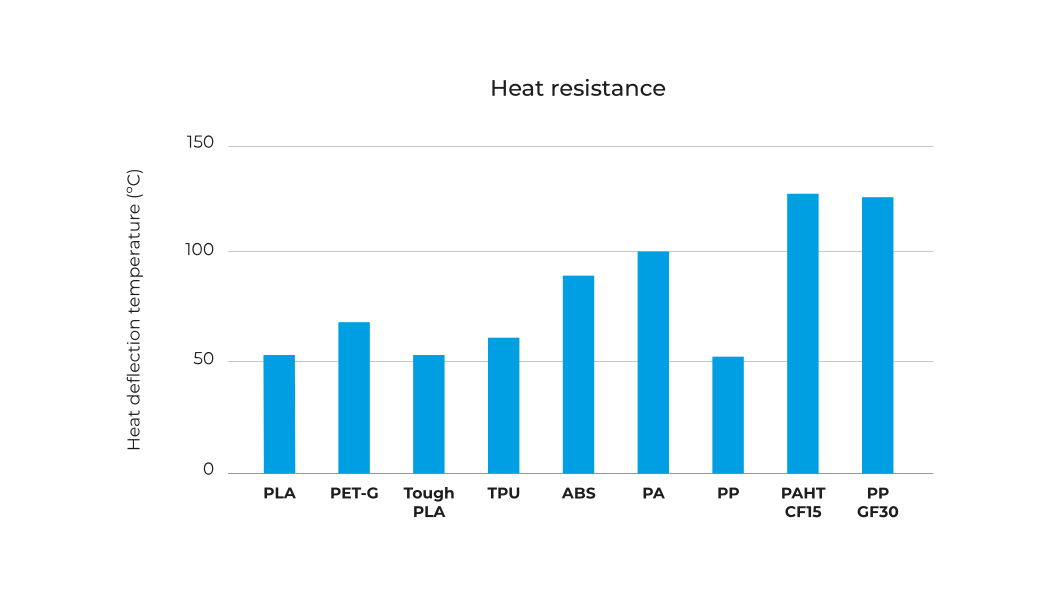 Heat resistance
Heat deflection temperature (°C)
150
100
50
0
PLA
PET-G
Tough
PLA
TPU
ABS
PA
PP
PAHT
CF15
PP
GF30